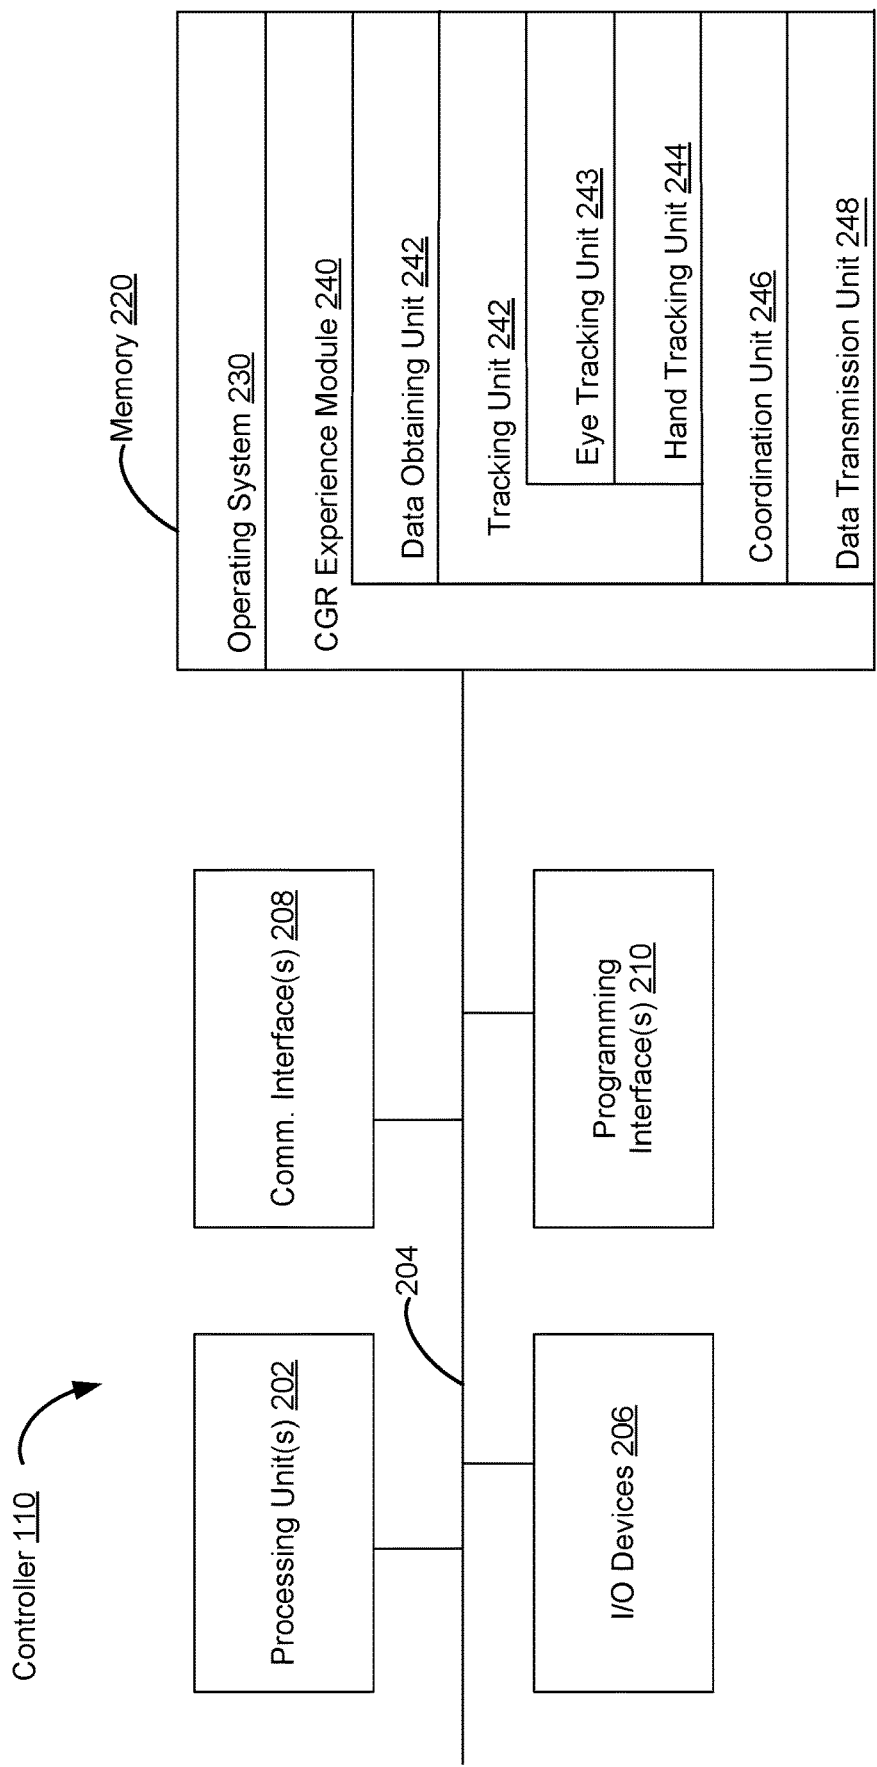 Controller 110
Processing Unit(s) 202
Comm. Interface(s) 208
204
I/O Devices 206
Programming
Interface(s) 210
Memory 220
Operating System 230
CGR Experience Module 240
Data Obtaining Unit 242
Tracking Unit 242
Eye Tracking Unit 243
Hand Tracking Unit 244
Coordination Unit 246
Data Transmission Unit 248